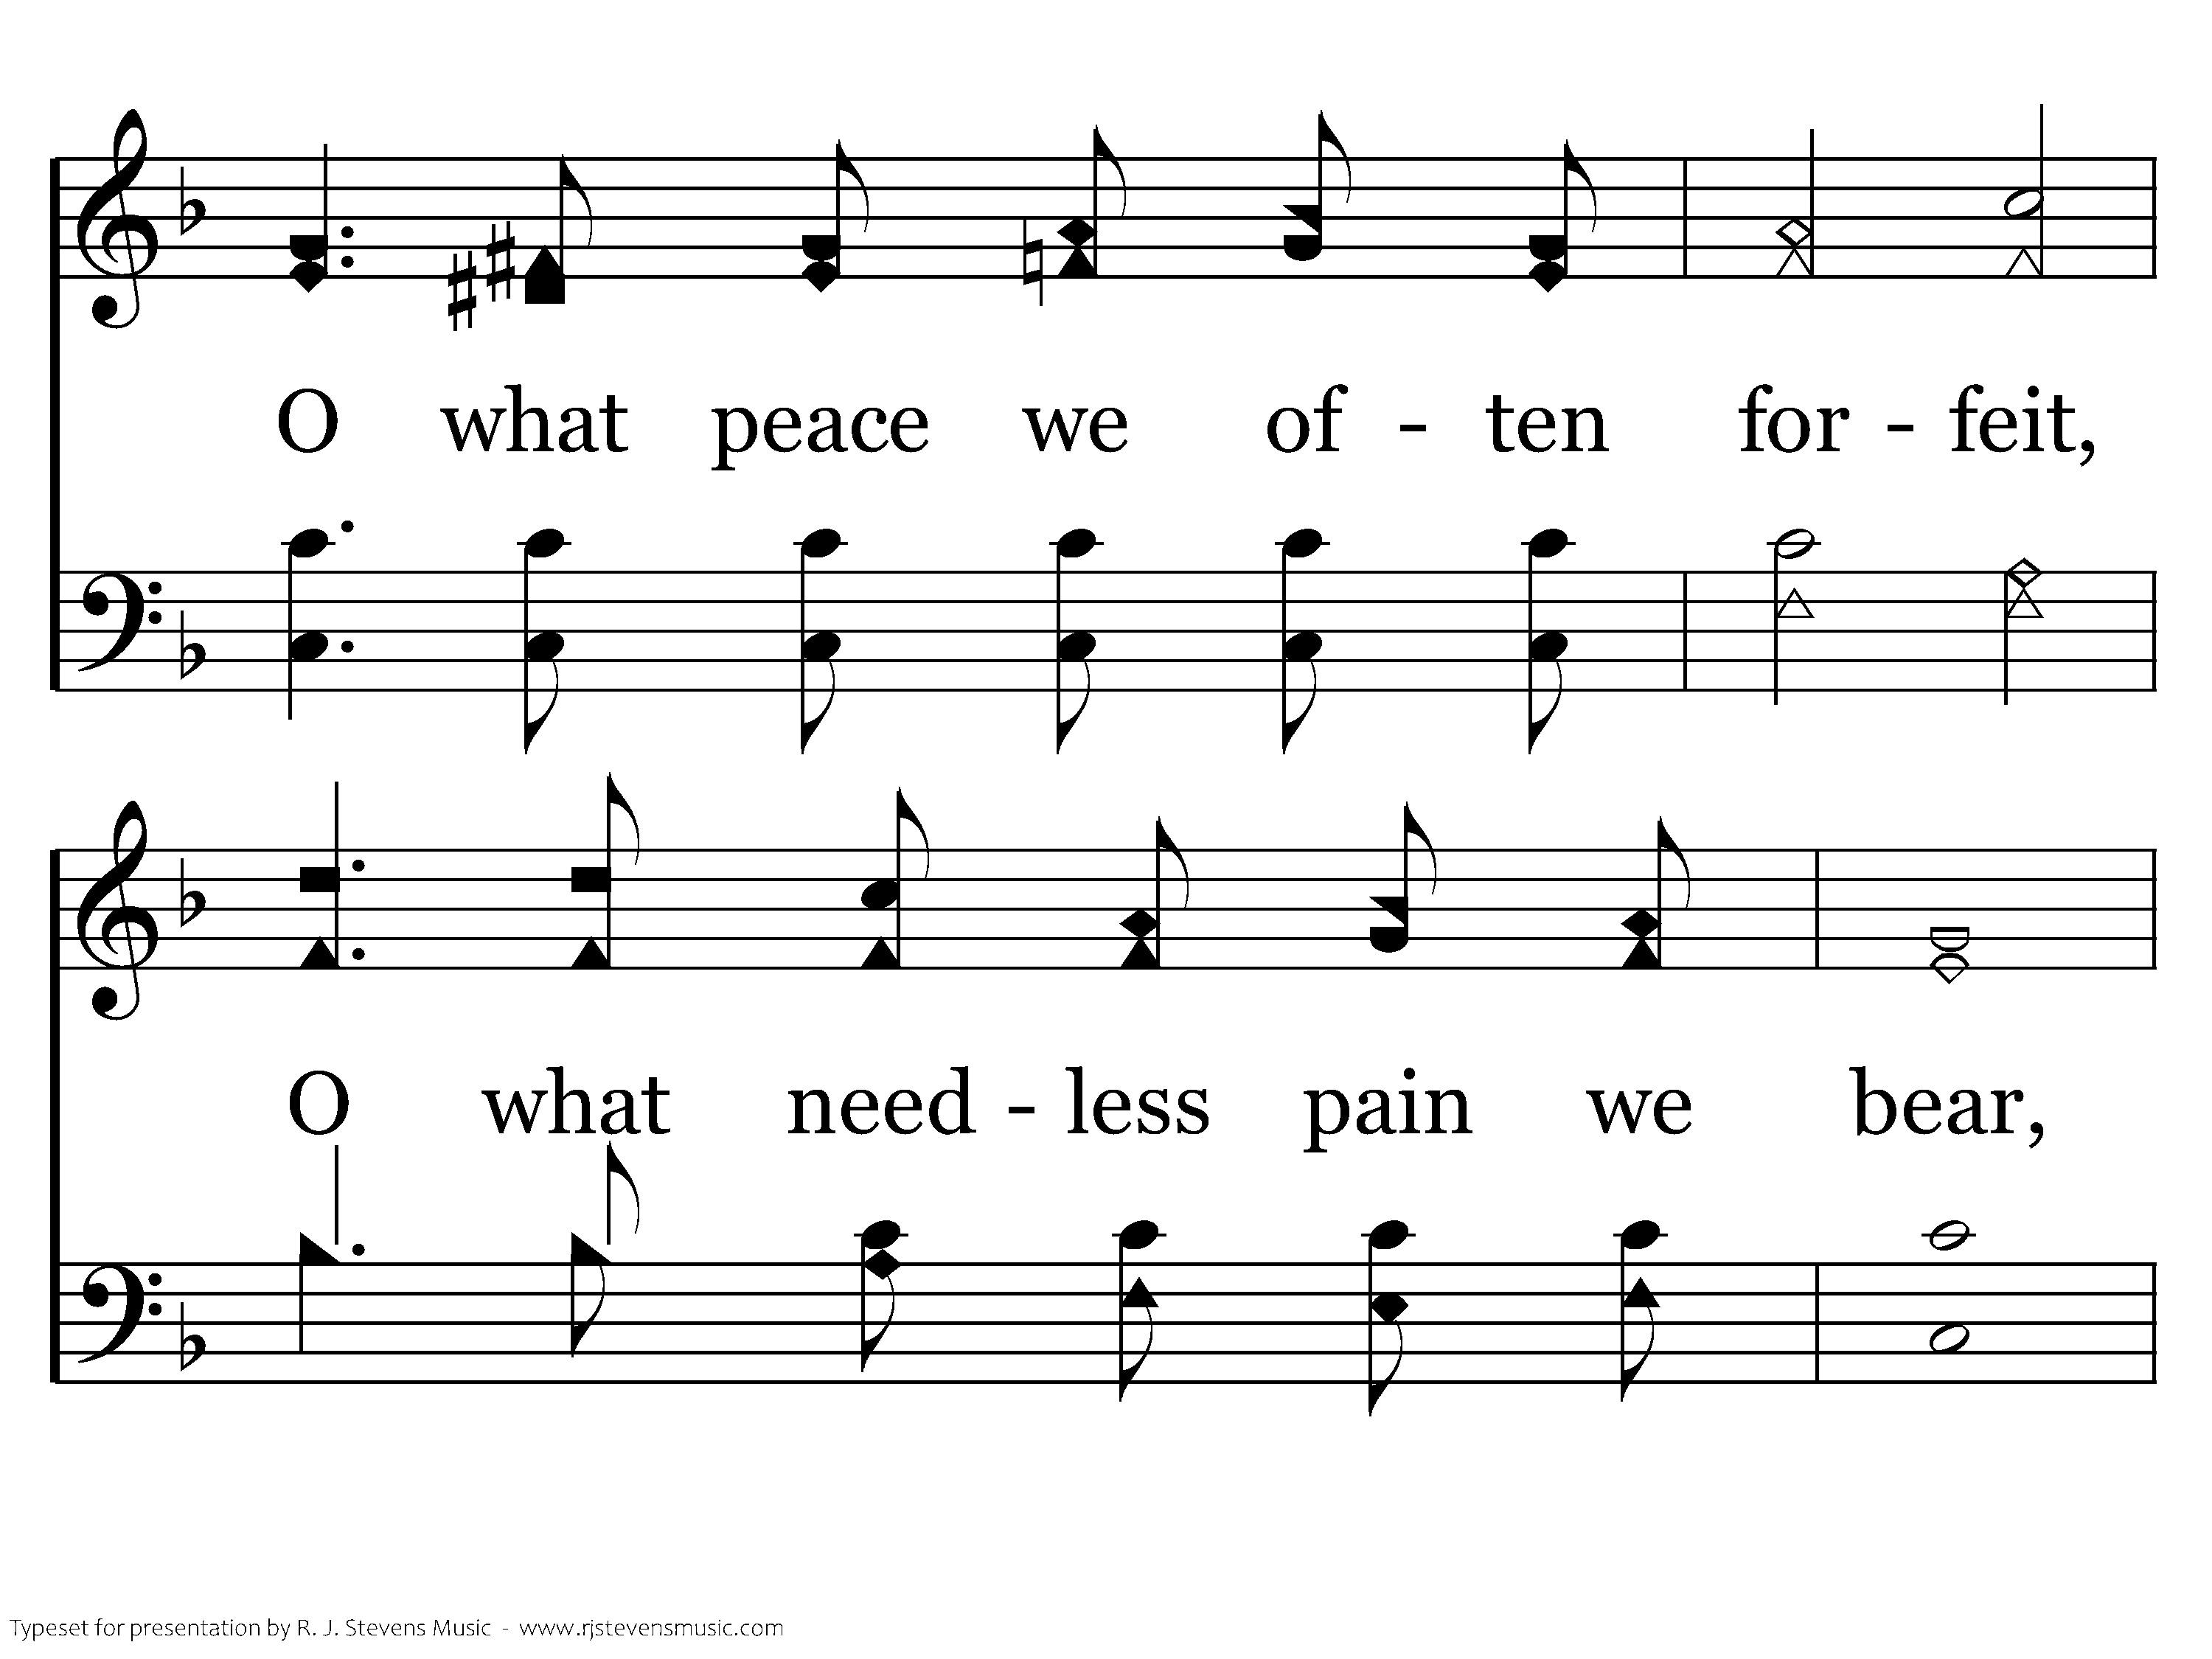 O what peace we of - ten for - feit,
O what need - less pain we bear,
Typeset for presentation by R. J. Stevens Music - www.rjstevensmusic.com